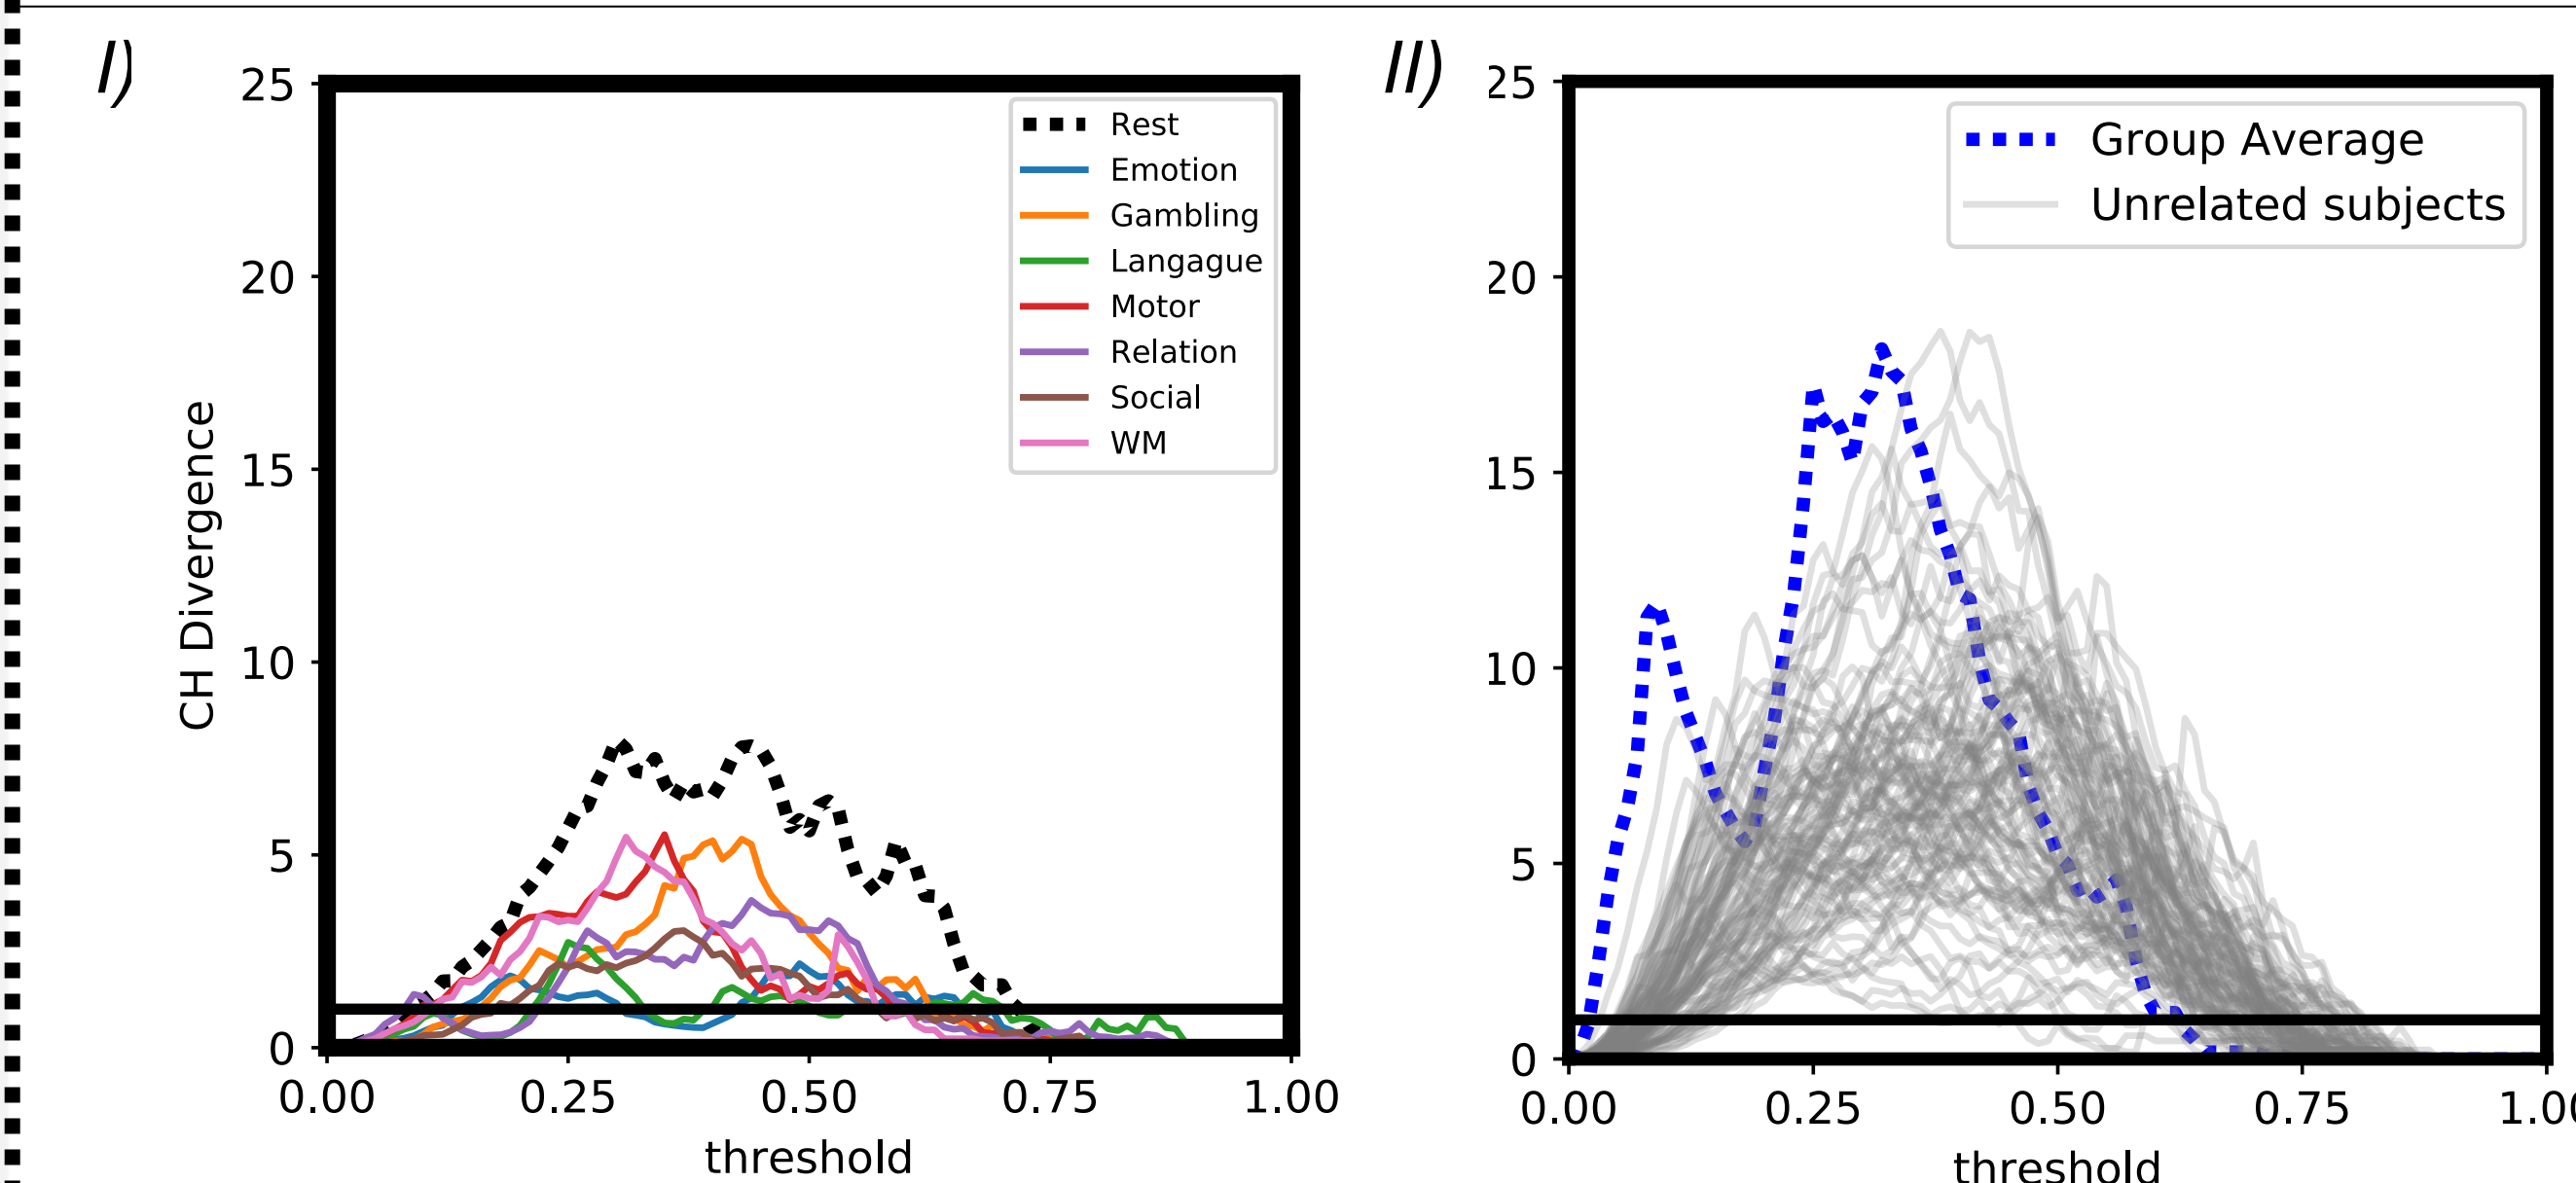 I)
25
20
15
10
5
0
CH Divergence
Rest
Emotion
Gambling
Langague
Motor
Relation
Social
WM
0.00 0.25 0.50 0.75 1.00
threshold
II)
25
20
15
10
5
0
Group Average
Unrelated subjects
0.00 0.25 0.50 0.75 1.00
threshold